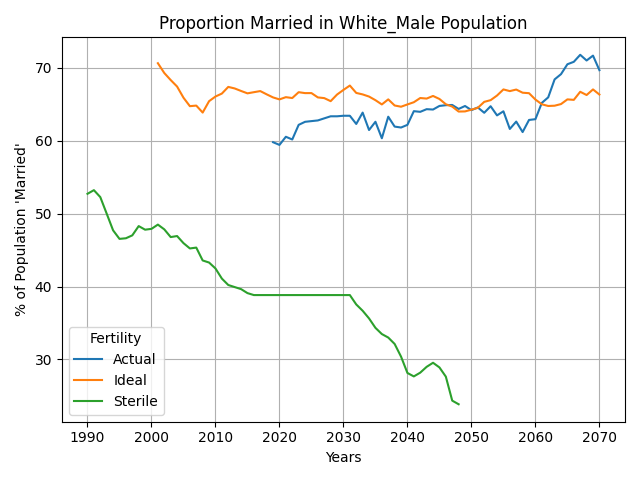 Proportion Married in White_Male Population
% of Population 'Married'
70
60
50
40
30
Fertility
Actual
Ideal
Sterile
1990 2000 2010 2020 2030 2040 2050 2060 2070
Years